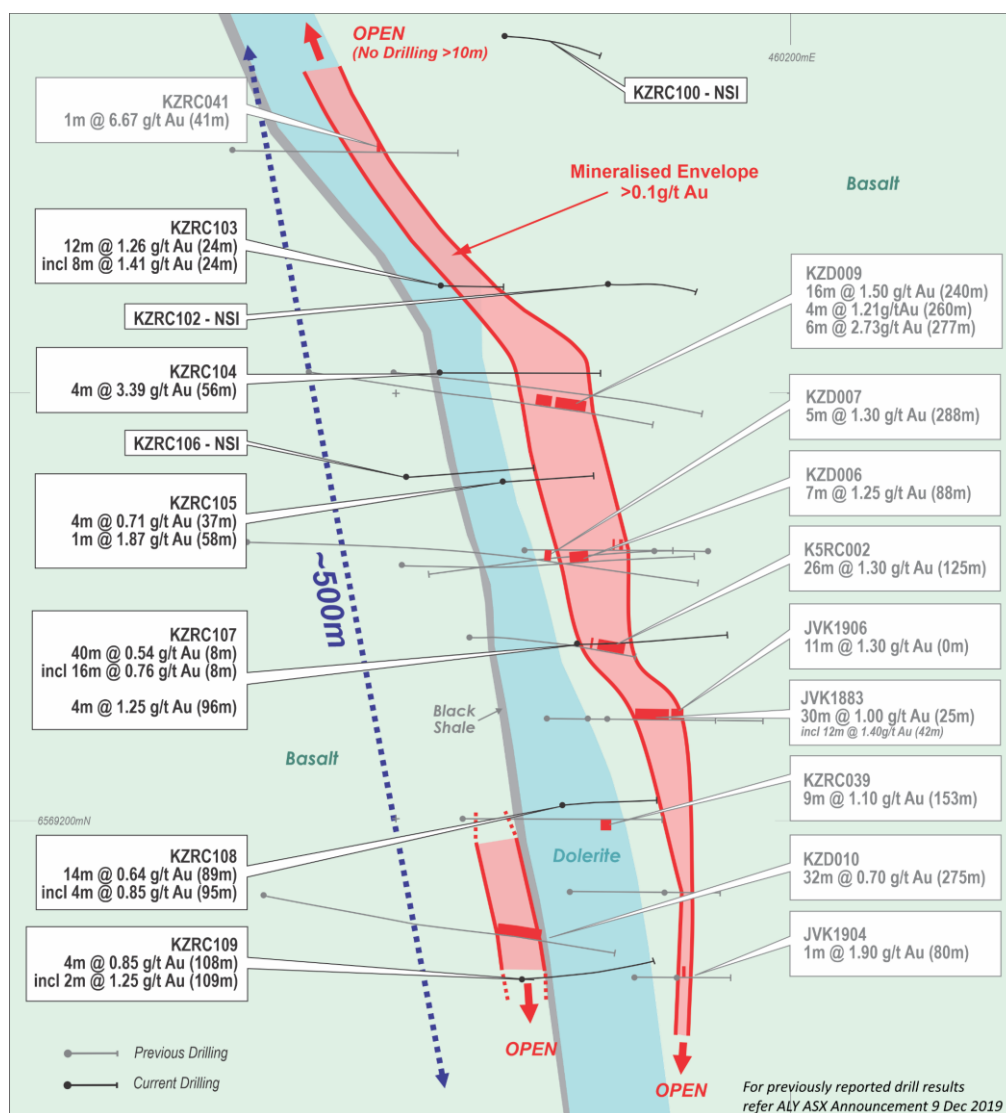 OPEN
(No Drilling >10m)
460200mE
KZRC100 - NSI
KZRC041
1m @ 6.67 g/t Au (41m)
Mineralised Envelope
>0.1g/t Au
Basalt
KZRC103
12m @ 1.26 g/t Au (24m)
incl 8m @ 1.41 g/t Au (24m)
KZD009
16m @ 1.50 g/t Au (240m)
4m @ 1.21g/tAu (260m)
6m @ 2.73g/t Au (277m)
KZRC102 - NSI
KZRC104
4m @ 3.39 g/t Au (56m)
KZD007
5m @ 1.30 g/t Au (288m)
KZRC106 - NSI
KZD006
7m @ 1.25 g/t Au (88m)
KZRC105
4m @ 0.71 g/t Au (37m)
1m @ 1.87 g/t Au (58m)
K5RC002
26m @ 1.30 g/t Au (125m)
~500m
KZRC107
40m @ 0.54 g/t Au (8m)
incl 16m @ 0.76 g/t Au (8m)
4m @ 1.25 g/t Au (96m)
JVK1906
11m @ 1.30 g/t Au (0m)
JVK1883
30m @ 1.00 g/t Au (25m)
incl 12m @ 1.40g/t Au (42m)
Black
Shale
Basalt
KZRC039
9m @ 1.10 g/t Au (153m)
6569200mN
Dolerite
KZRC108
14m @ 0.64 g/t Au (89m)
incl 4m @ 0.85 g/t Au (95m)
KZD010
32m @ 0.70 g/t Au (275m)
KZRC109
4m @ 0.85 g/t Au (108m)
incl 2m @ 1.25 g/t Au (109m)
JVK1904
1m @ 1.90 g/t Au (80m)
OPEN
OPEN
Previous Drilling
Current Drilling
For previously reported drill results
refer ALY ASX Announcement 9 Dec 2019